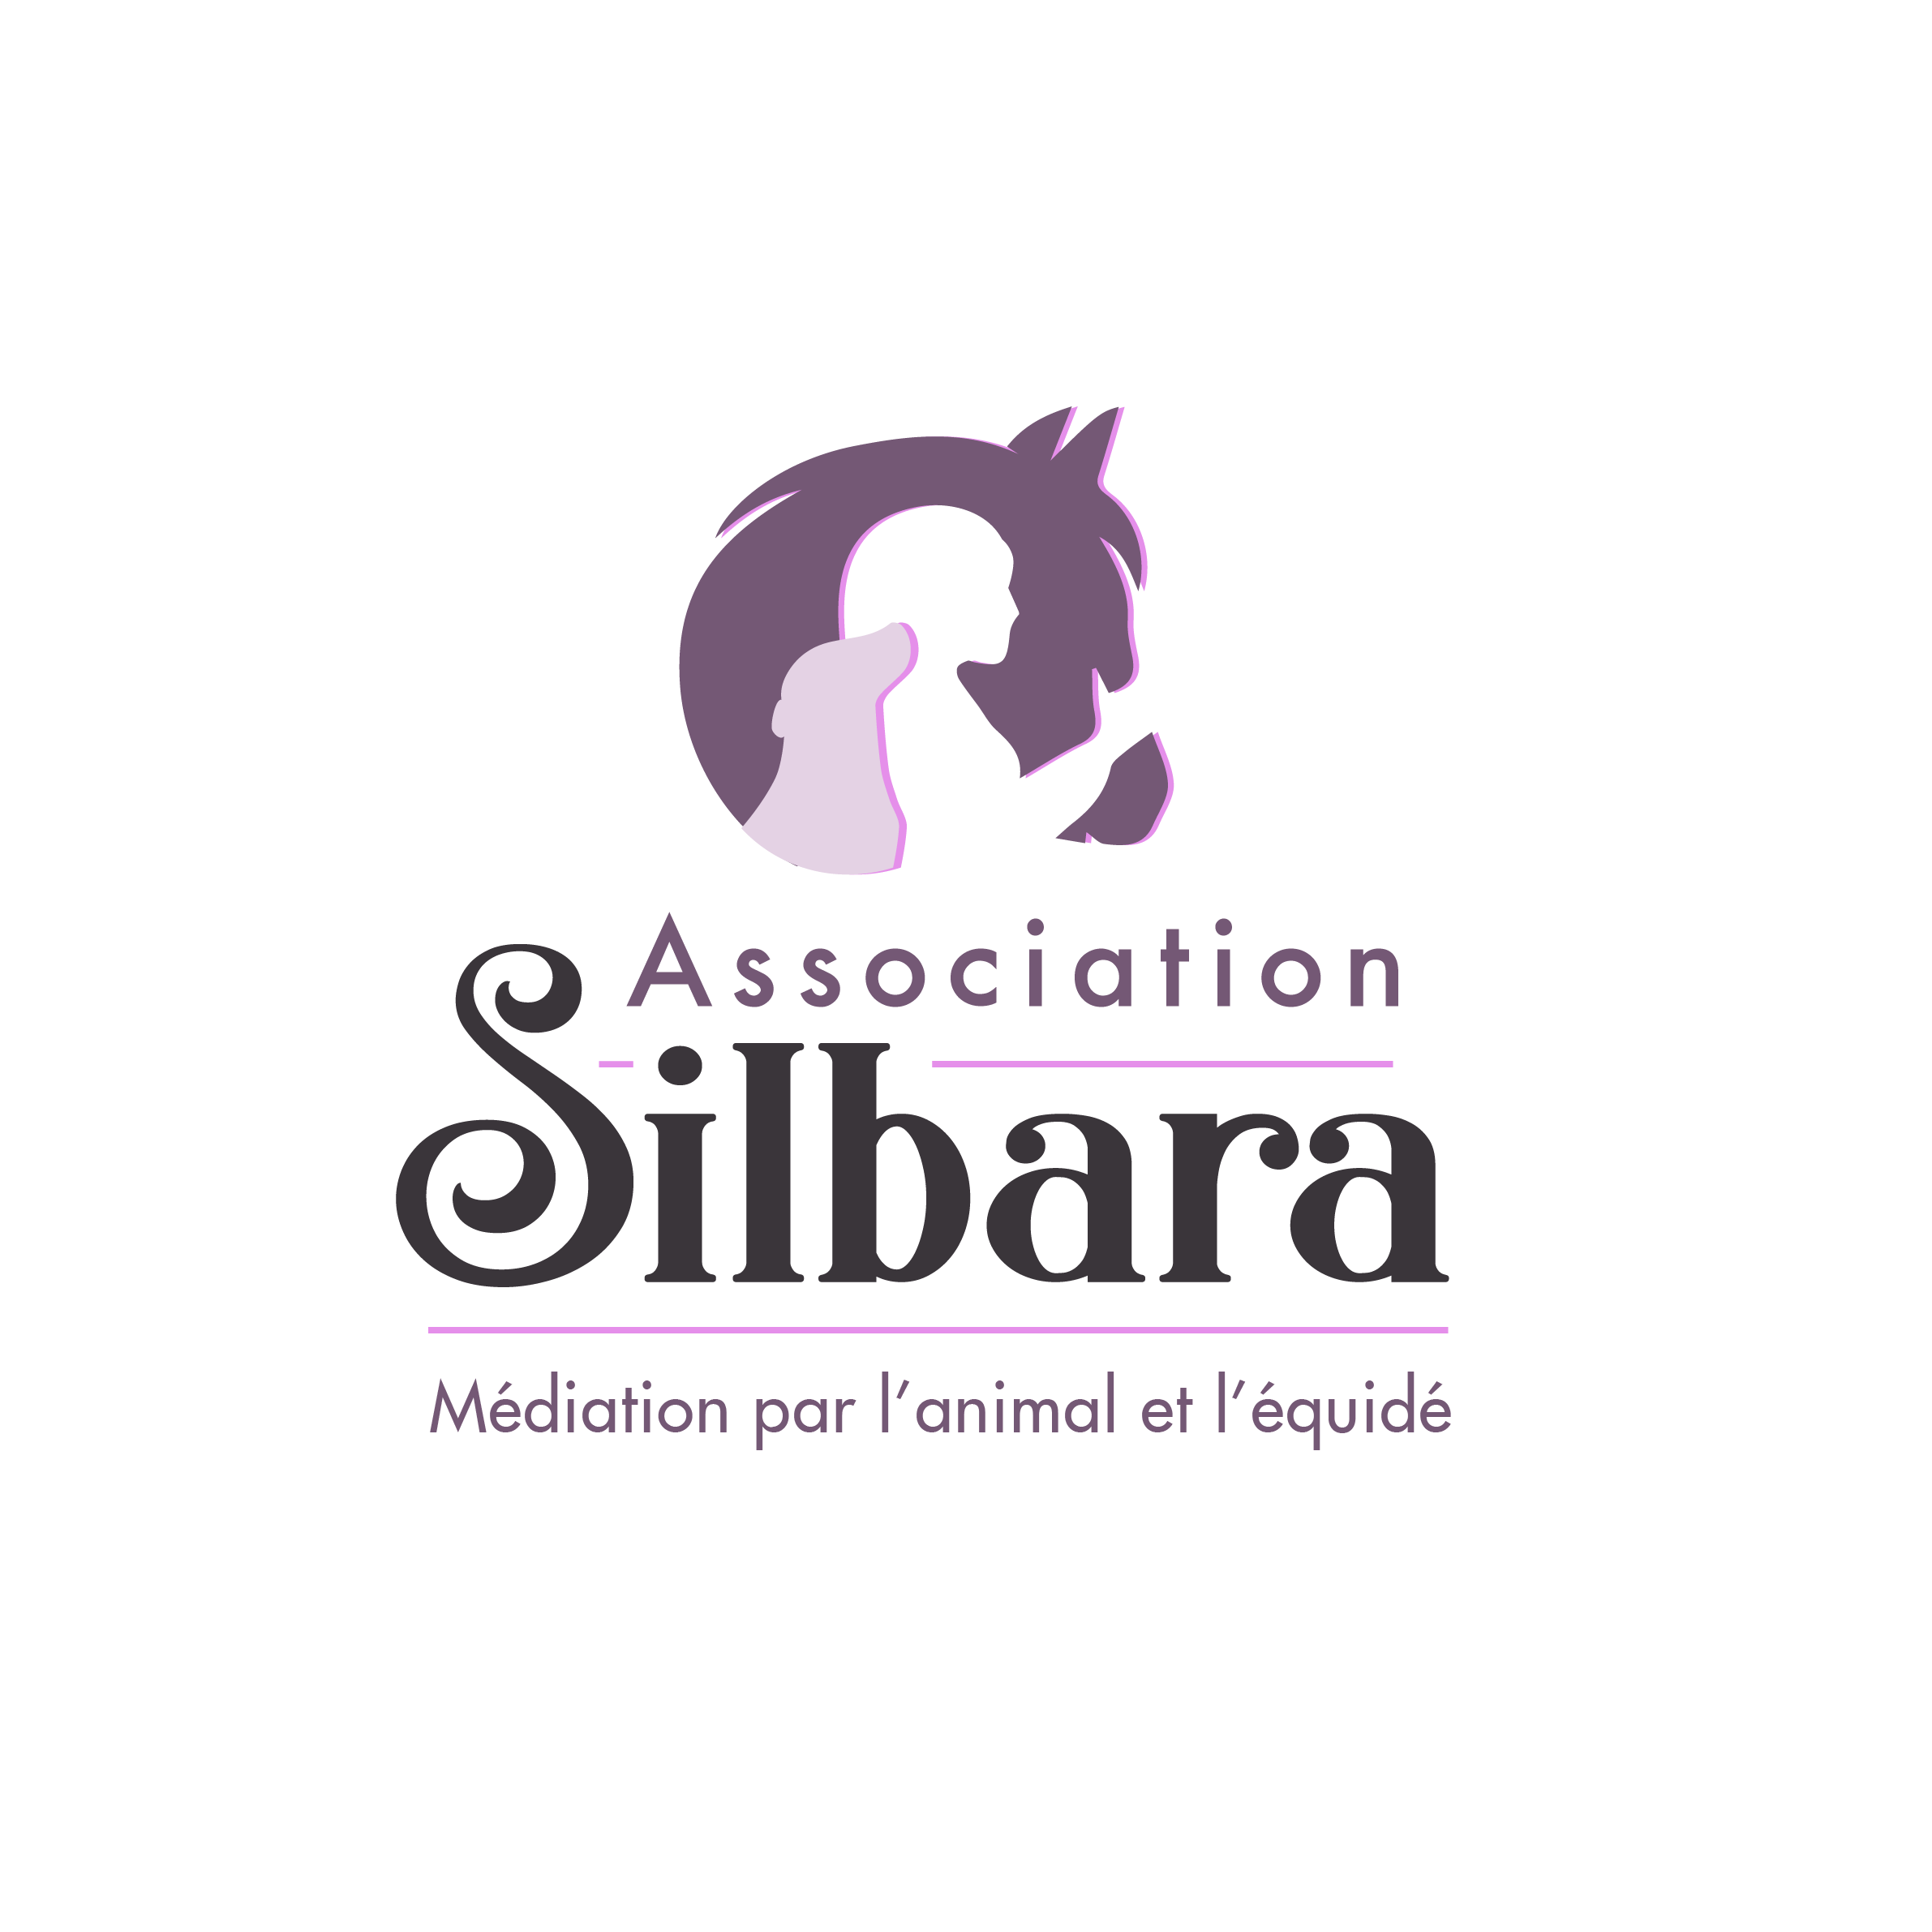 Association
Silbara
Médiation par l'animal et l'équidé